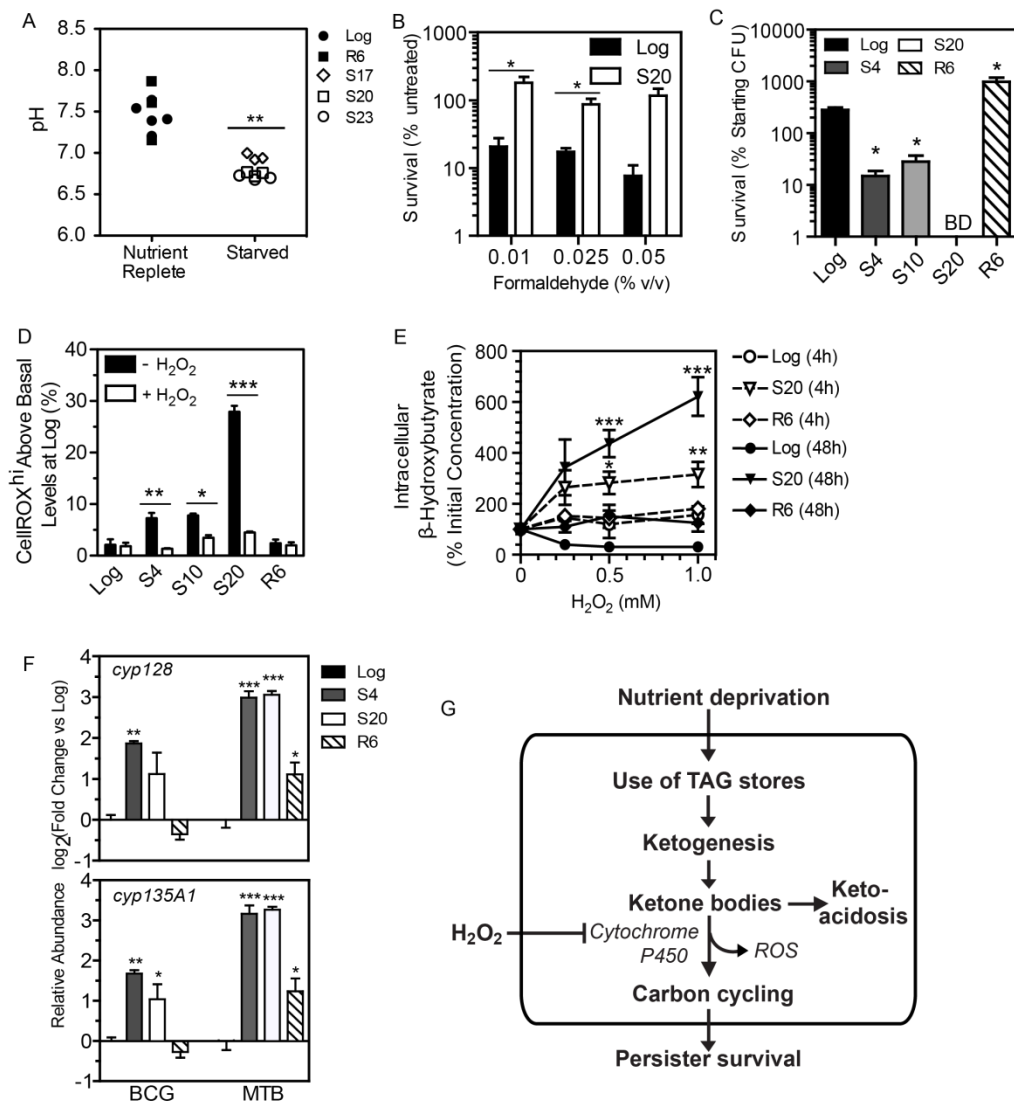 A
pH
8.5
8.0
7.5
7.0
6.5
6.0
**
Nutrient
Replete
Starved
Log
R6
S17
S20
S23
B
Survival (% untreated)
1000
100
10
1
*
*
Log
S20
0.01 0.025 0.05
Formaldehyde (% v/v)
C
Survival (% Starting CFU)
10000
1000
100
10
1
Log
S4
S20
R6
*
*
BD
*
Log S4 S10 S20 R6
D
CellROXhi Above Basal
Levels at Log (%)
40
30
20
10
0
- H2O2
+ H2O2
**
*
***
Log S4 S10 S20 R6
E
Intracellular
β-Hydroxybutyrate
(% Initial Concentration)
800
600
400
200
0
***
***
*
**
0 0.5 1.0
H2O2 (mM)
Log (4h)
S20 (4h)
R6 (4h)
Log (48h)
S20 (48h)
R6 (48h)
F
log2(Fold Change vs Log)
4
3
2
1
0
-1
cyp128
**
***
***
*
Log
S4
S20
R6
Relative Abundance
4
3
2
1
0
-1
cyp135A1
**
*
***
***
*
BCG MTB
G
Nutrient deprivation
Use of TAG stores
Ketogenesis
Ketone bodies
Keto-
acidosis
H2O2
Cytochrome
P450
ROS
Carbon cycling
Persister survival